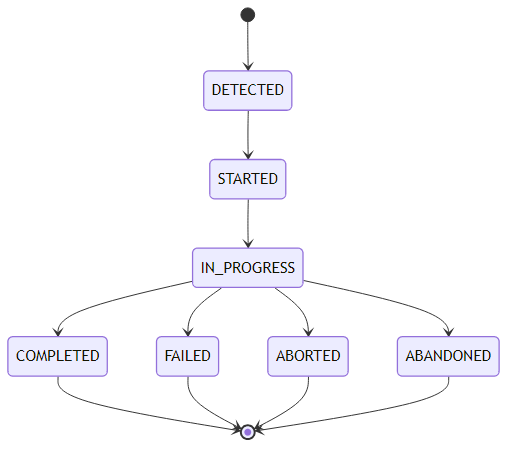 DETECTED
STARTED
IN_PROGRESS
COMPLETED
FAILED
ABORTED
ABANDONED